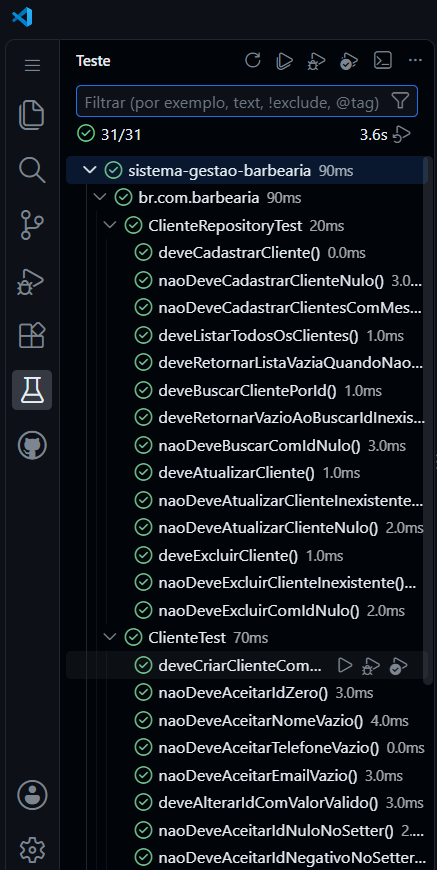 Teste
Filtrar (por exemplo, text, !exclude, @tag)
31/31 3.6s
sistema-gestao-barbearia 90ms
br.com.barbearia 90ms
ClienteRepositoryTest 20ms
deveCadastrarCliente() 0.0ms
naoDeveCadastrarClienteNulo() 3.0...
naoDeveCadastrarClientesComMes...
deveListarTodosOsClientes() 1.0ms
deveRetornarListaVaziaQuandoNao...
deveBuscarClientePorId() 1.0ms
deveRetornarVazioAoBuscarIdInexis...
naoDeveBuscarComIdNulo() 3.0ms
deveAtualizarCliente() 1.0ms
naoDeveAtualizarClienteInexistente...
naoDeveAtualizarClienteNulo() 2.0ms
deveExcluirCliente() 1.0ms
naoDeveExcluirClienteInexistente()...
naoDeveExcluirComIdNulo() 2.0ms
ClienteTest 70ms
deveCriarClienteCom...
naoDeveAceitarIdZero() 3.0ms
naoDeveAceitarNomeVazio() 4.0ms
naoDeveAceitarTelefoneVazio() 0.0ms
naoDeveAceitarEmailVazio() 3.0ms
deveAlterarIdComValorValido() 3.0ms
naoDeveAceitarIdNuloNoSetter() 2....
naoDeveAceitarIdNegativoNoSetter...